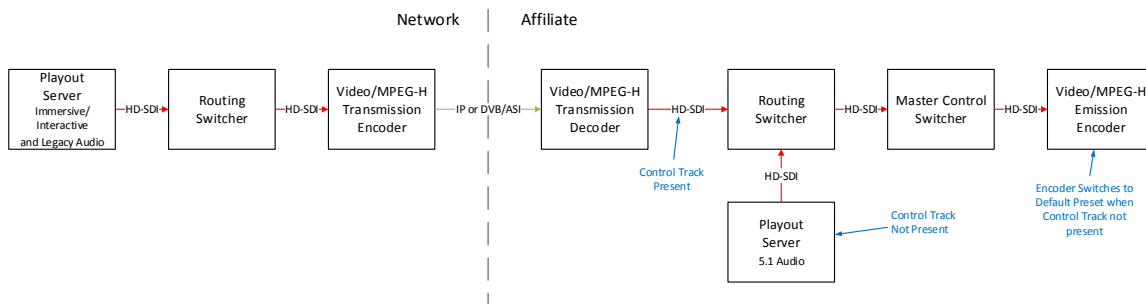 Network
Affiliate
Playout
Server
Immersive/
Interactive
and Legacy Audio
HD-SDI
Routing
Switcher
HD-SDI
Video/MPEG-H
Transmission
Encoder
IP or DVB/ASI
Video/MPEG-H
Transmission
Decoder
HD-SDI
Routing
Switcher
HD-SDI
Master Control
Switcher
HD-SDI
Video/MPEG-H
Emission
Encoder
Control Track
Present
HD-SDI
Playout
Server
5.1 Audio
Control Track
Not Present
Encoder Switches to
Default Preset when
Control Track not
present